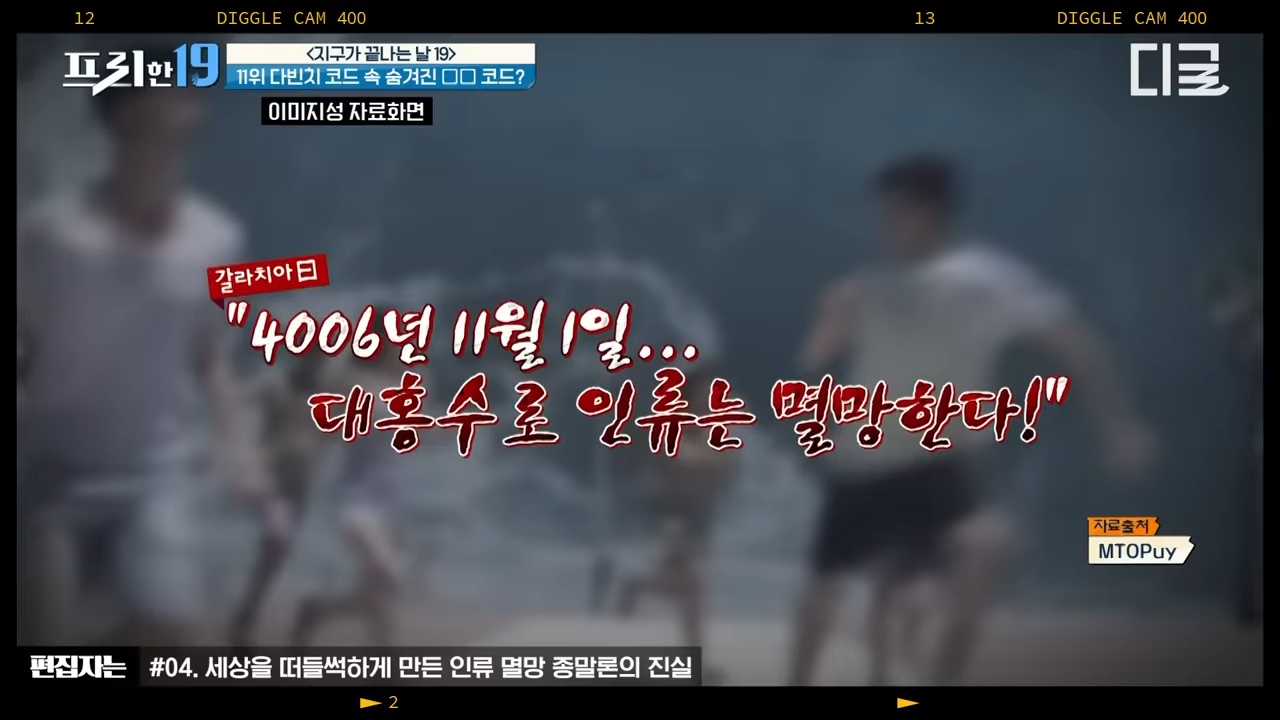 12 DIGGLE CAM 400 13 DIGGLE CAM 400
프리한19
<지구가 끝나는 날 19>
11위 다빈치 코드 속 숨겨진 □□ 코드?
디글
이미지성 자료화면
갈라치아 曰
"4006년 11월 1일...
대홍수로 인류는 멸망한다!"
자료출처
MTOPuy
편집자는 #04. 세상을 떠들썩하게 만든 인류 멸망 종말론의 진실
2